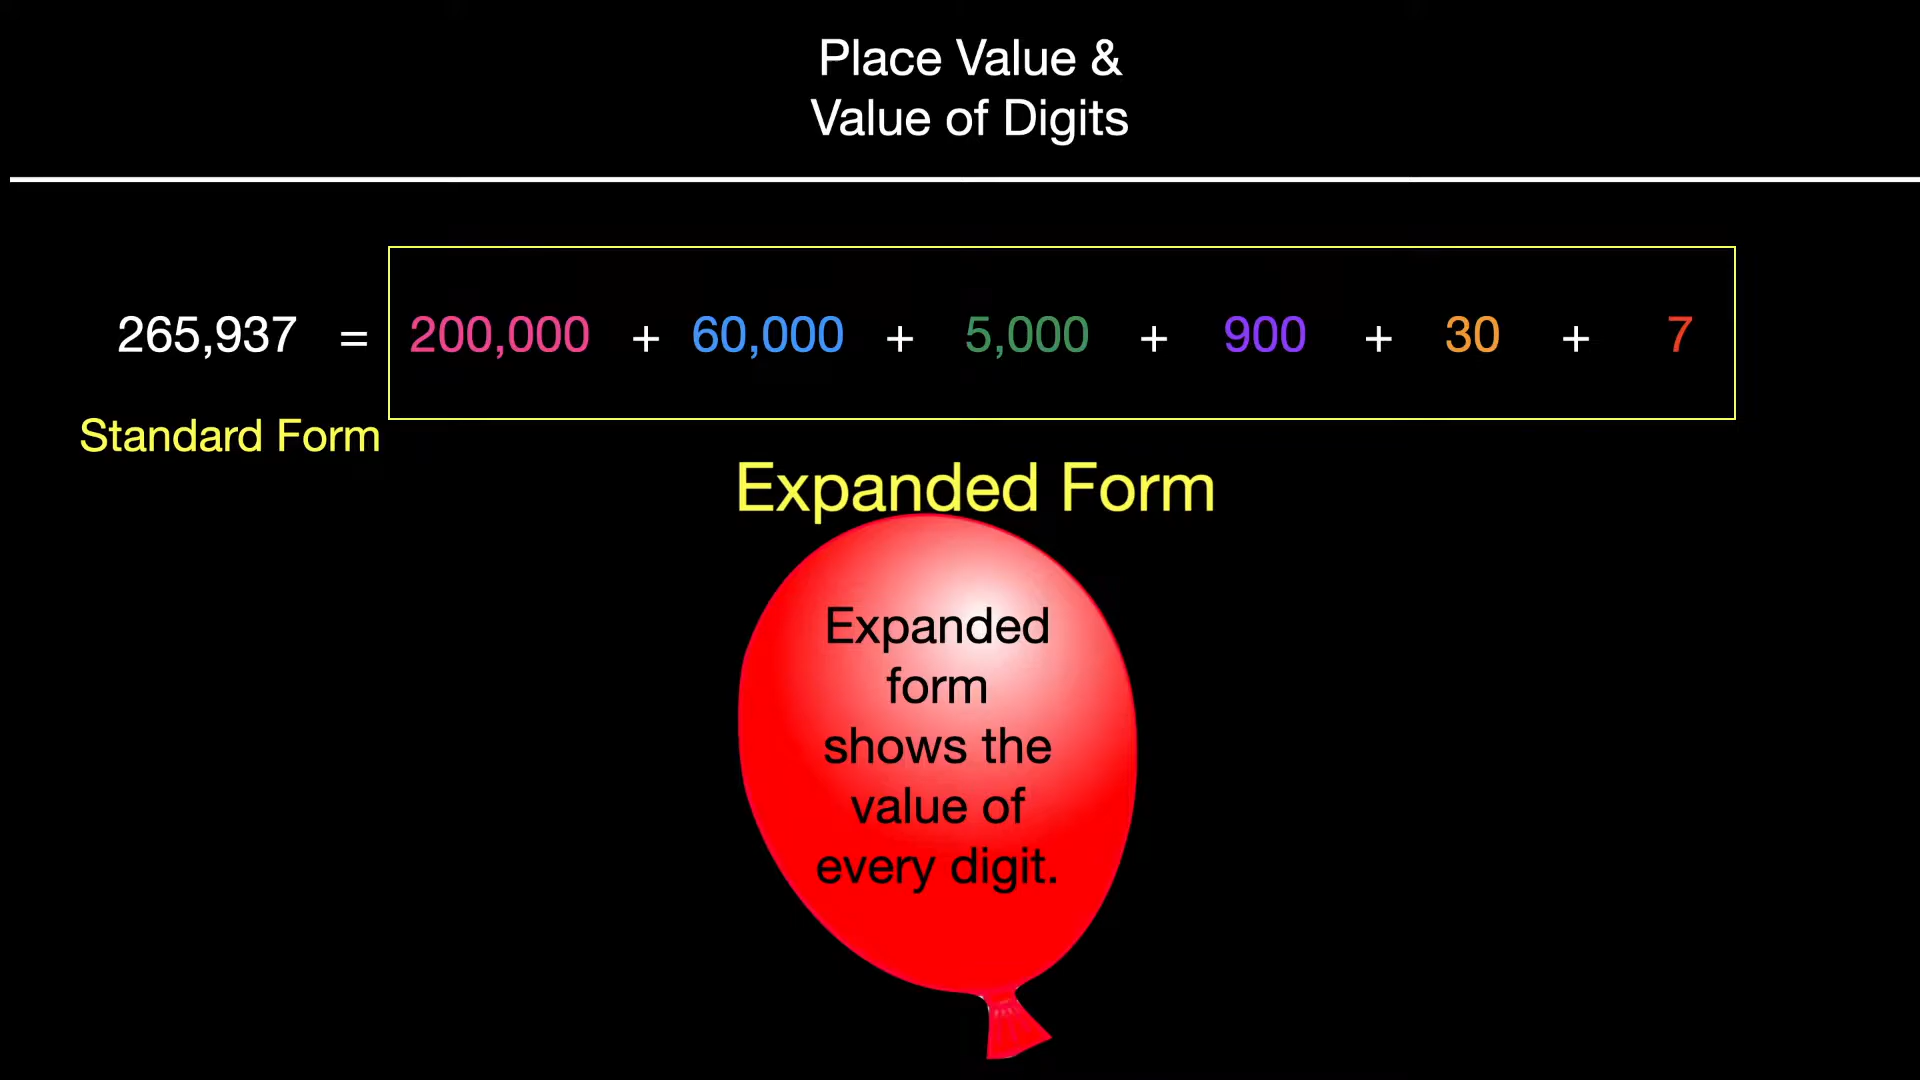 Place Value &
Value of Digits
265,937 = 200,000 + 60,000 + 5,000 + 900 + 30 + 7
Standard Form
Expanded Form
Expanded
form
shows the
value of
every digit.